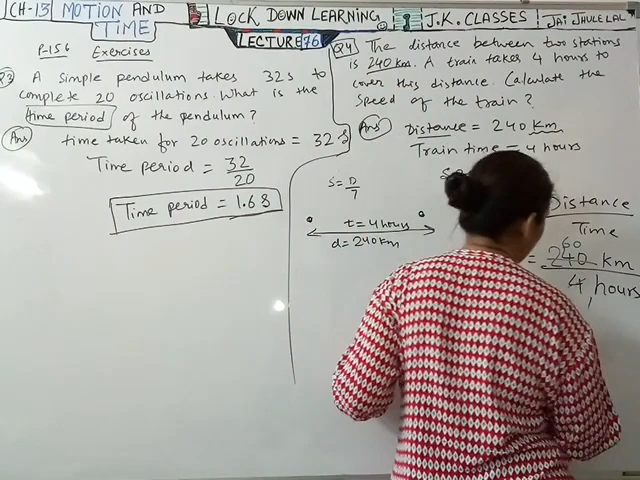 CH-13 MOTION AND TIME
LOCK DOWN LEARNING
J.K. CLASSES
JAI JHULELAL
LECTURE 76
P-156 Exercises
Q3 A simple pendulum takes 32s to
complete 20 oscillations. What is the
time period of the pendulum?
Ans time taken for 20 oscillations = 32s
Time period = 32
20
Time period = 1.6s
Q4 The distance between two stations
is 240 km. A train takes 4 hours to
cover this distance. Calculate the
speed of the train?
Ans Distance = 240 km
Train time = 4 hours
S = D
T
t = 4 hours
d = 240 km
Distance
Time
60
= 240 km
4 hours
1